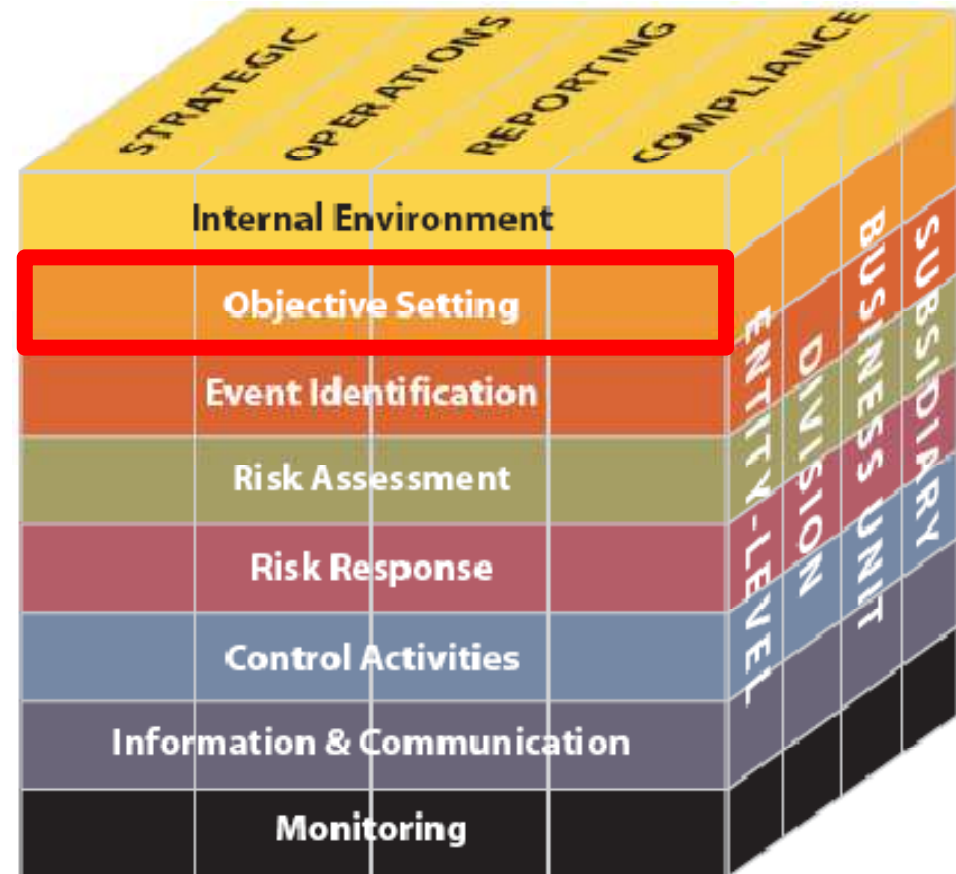 STRATEGIC
OPERATIONS
REPORTING
COMPLIANCE
Internal Environment
Objective Setting
Event Identification
Risk Assessment
Risk Response
Control Activities
Information & Communication
Monitoring
ENTITY-LEVEL
DIVISION
BUSINESS UNIT
SUBSIDIARY